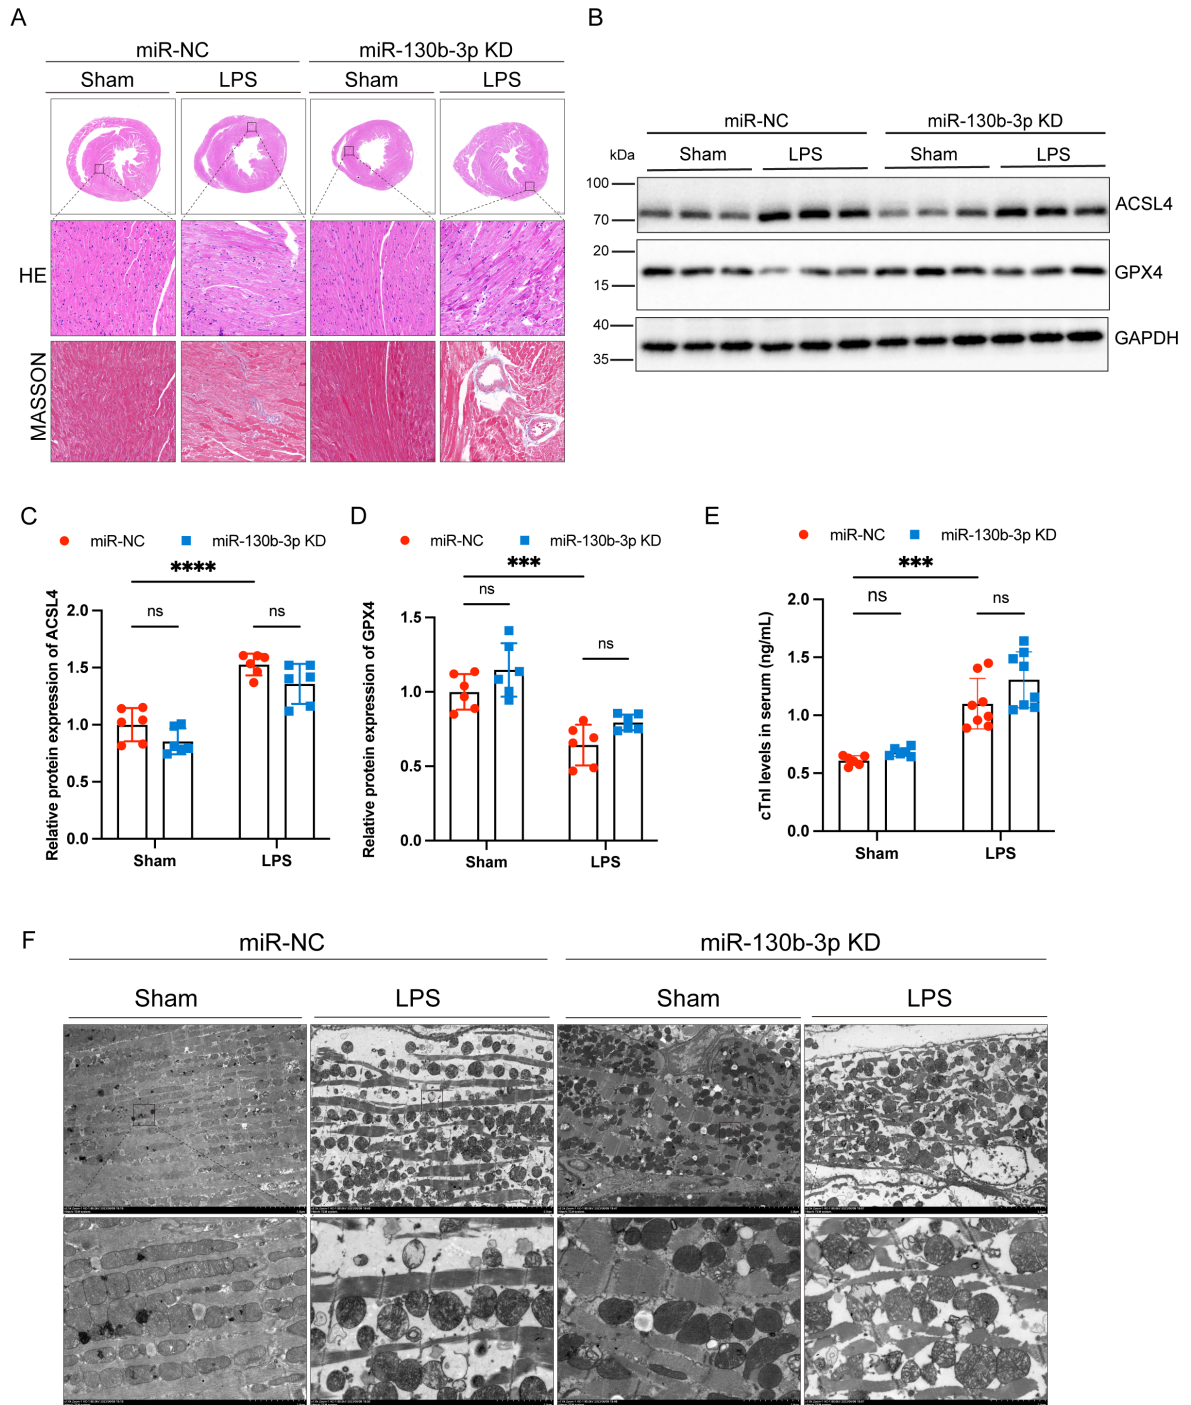 A
miR-NC miR-130b-3p KD
Sham LPS Sham LPS
HE
MASSON
B
miR-NC miR-130b-3p KD
kDa Sham LPS Sham LPS
100
70
ACSL4
20
15
GPX4
40
35
GAPDH
C
miR-NC miR-130b-3p KD
****
ns ns
Relative protein expression of ACSL4
2.0
1.5
1.0
0.5
0.0
Sham LPS
D
miR-NC miR-130b-3p KD
***
ns
ns
Relative protein expression of GPX4
1.5
1.0
0.5
0.0
Sham LPS
E
miR-NC miR-130b-3p KD
***
ns ns
cTnI levels in serum (ng/mL)
2.0
1.5
1.0
0.5
0.0
Sham LPS
F
miR-NC miR-130b-3p KD
Sham LPS Sham LPS